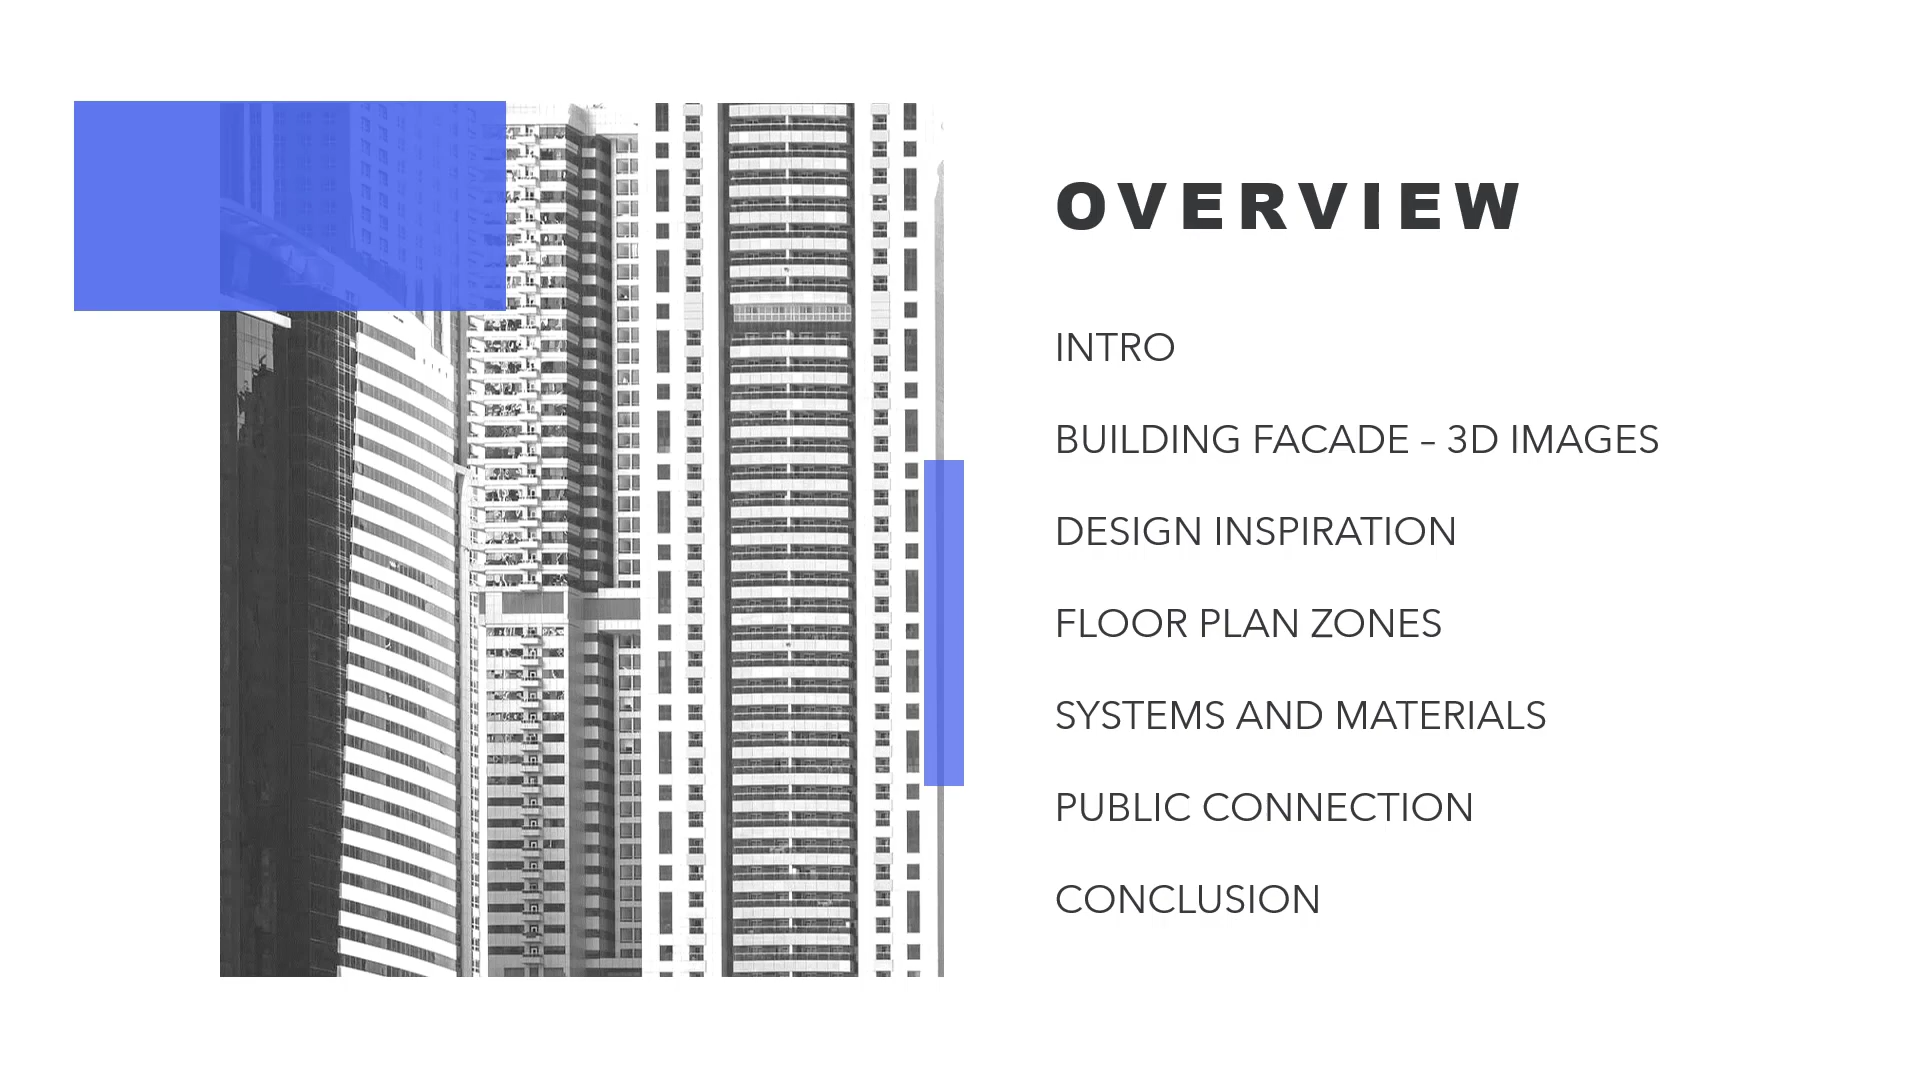 OVERVIEW
INTRO
BUILDING FACADE – 3D IMAGES
DESIGN INSPIRATION
FLOOR PLAN ZONES
SYSTEMS AND MATERIALS
PUBLIC CONNECTION
CONCLUSION